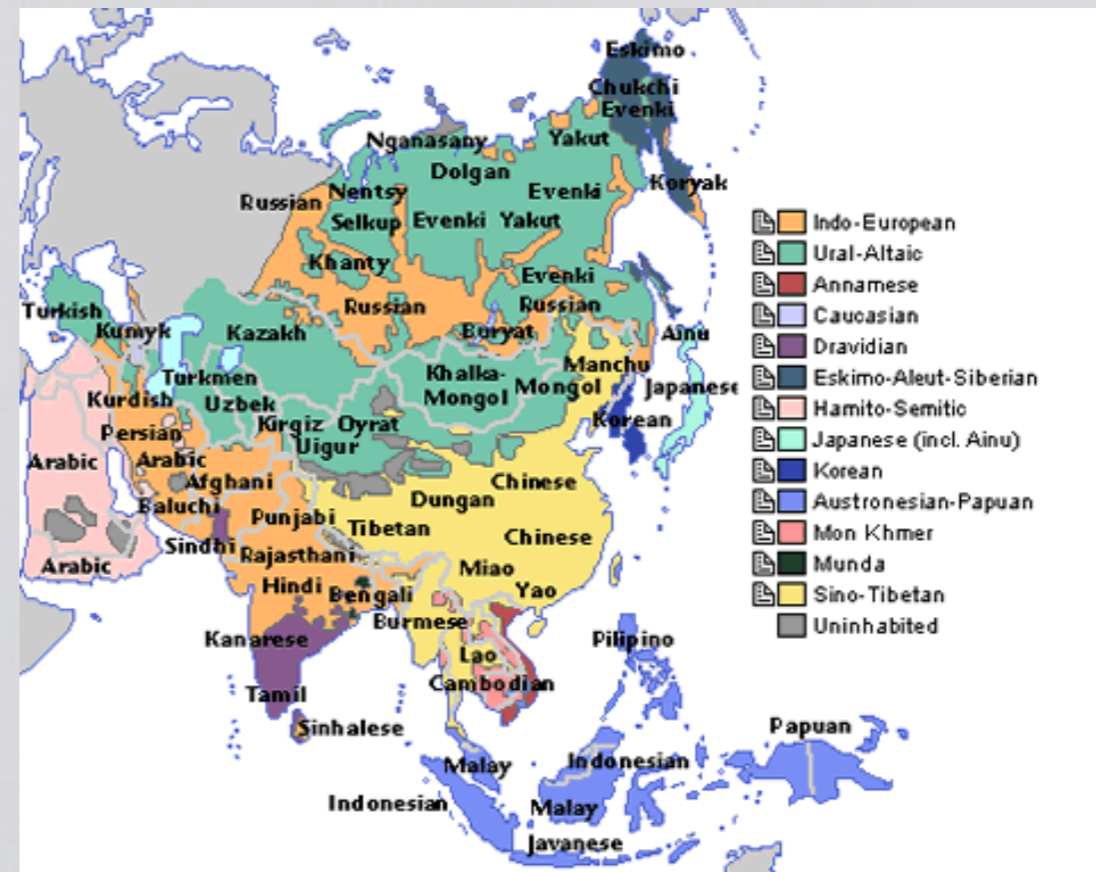 Eskimo
Chukchi
Evenki
Nganasany
Yakut
Dolgan
Koryak
Nentsy
Evenki
Russian
Selkup
Evenki
Yakut
Khanty
Evenki
Russian
Russian
Turkish
Kumyk
Kazakh
Buryat
Ainu
Manchu
Khalka-
Mongol
Mongol
Japanese
Turkmen
Kurdish
Uzbek
Kirgiz
Oyrat
Korean
Persian
Uigur
Arabic
Arabic
Afghani
Chinese
Dungan
Baluchi
Punjabi
Tibetan
Chinese
Sindhi
Rajasthani
Arabic
Miao
Hindi
Bengali
Yao
Burmese
Kanarese
Pilipino
Lao
Cambodian
Tamil
Sinhalese
Papuan
Malay
Indonesian
Indonesian
Malay
Javanese
Indo-European
Ural-Altaic
Annamese
Caucasian
Dravidian
Eskimo-Aleut-Siberian
Hamito-Semitic
Japanese (incl. Ainu)
Korean
Austronesian-Papuan
Mon Khmer
Munda
Sino-Tibetan
Uninhabited